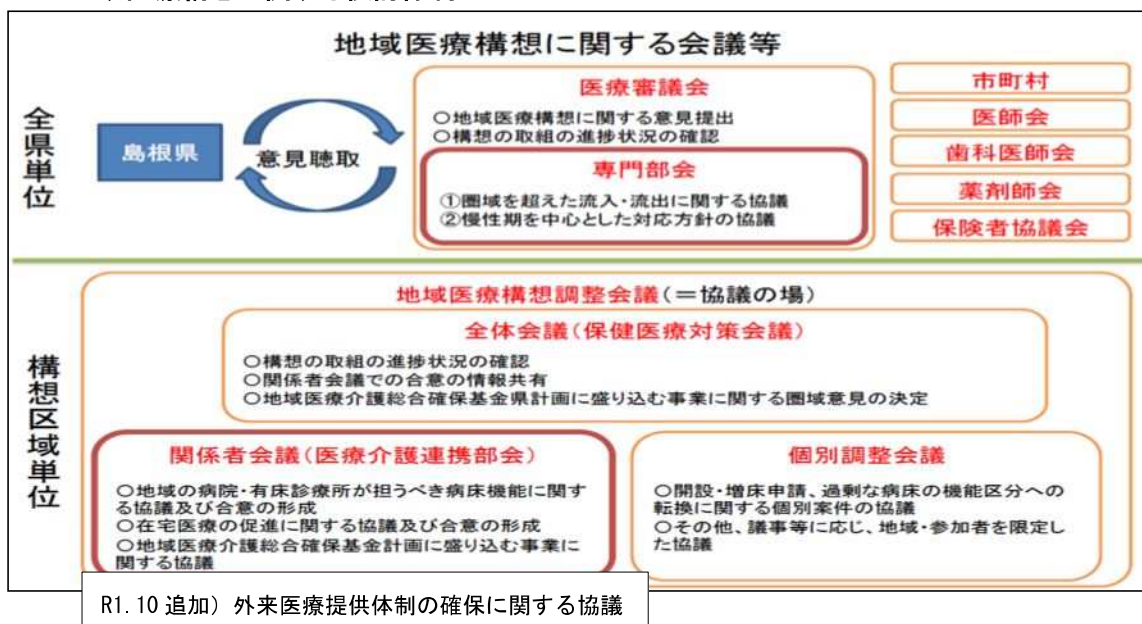 地域医療構想に関する会議等
全県単位
島根県
意見聴取
医療審議会
○地域医療構想に関する意見提出
○構想の取組の進捗状況の確認
専門部会
①圏域を超えた流入・流出に関する協議
②慢性期を中心とした対応方針の協議
市町村
医師会
歯科医師会
薬剤師会
保険者協議会
構想区域単位
地域医療構想調整会議(=協議の場)
全体会議(保健医療対策会議)
○構想の取組の進捗状況の確認
○関係者会議での合意の情報共有
○地域医療介護総合確保基金県計画に盛り込む事業に関する圏域意見の決定
関係者会議(医療介護連携部会)
○地域の病院・有床診療所が担うべき病床機能に関す
る協議及び合意の形成
○在宅医療の促進に関する協議及び合意の形成
○地域医療介護総合確保基金計画に盛り込む事業に
関する協議
個別調整会議
○開設・増床申請、過剰な病床の機能区分への
転換に関する個別案件の協議
○その他、議事等に応じ、地域・参加者を限定し
た協議
R1.10 追加）外来医療提供体制の確保に関する協議